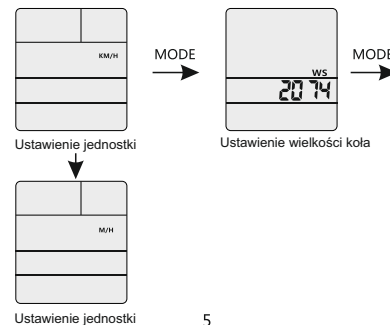 KM/H
MODE
MODE
WS
2074
Ustawienie jednostki
Ustawienie wielkości koła
M/H
Ustawienie jednostki
5